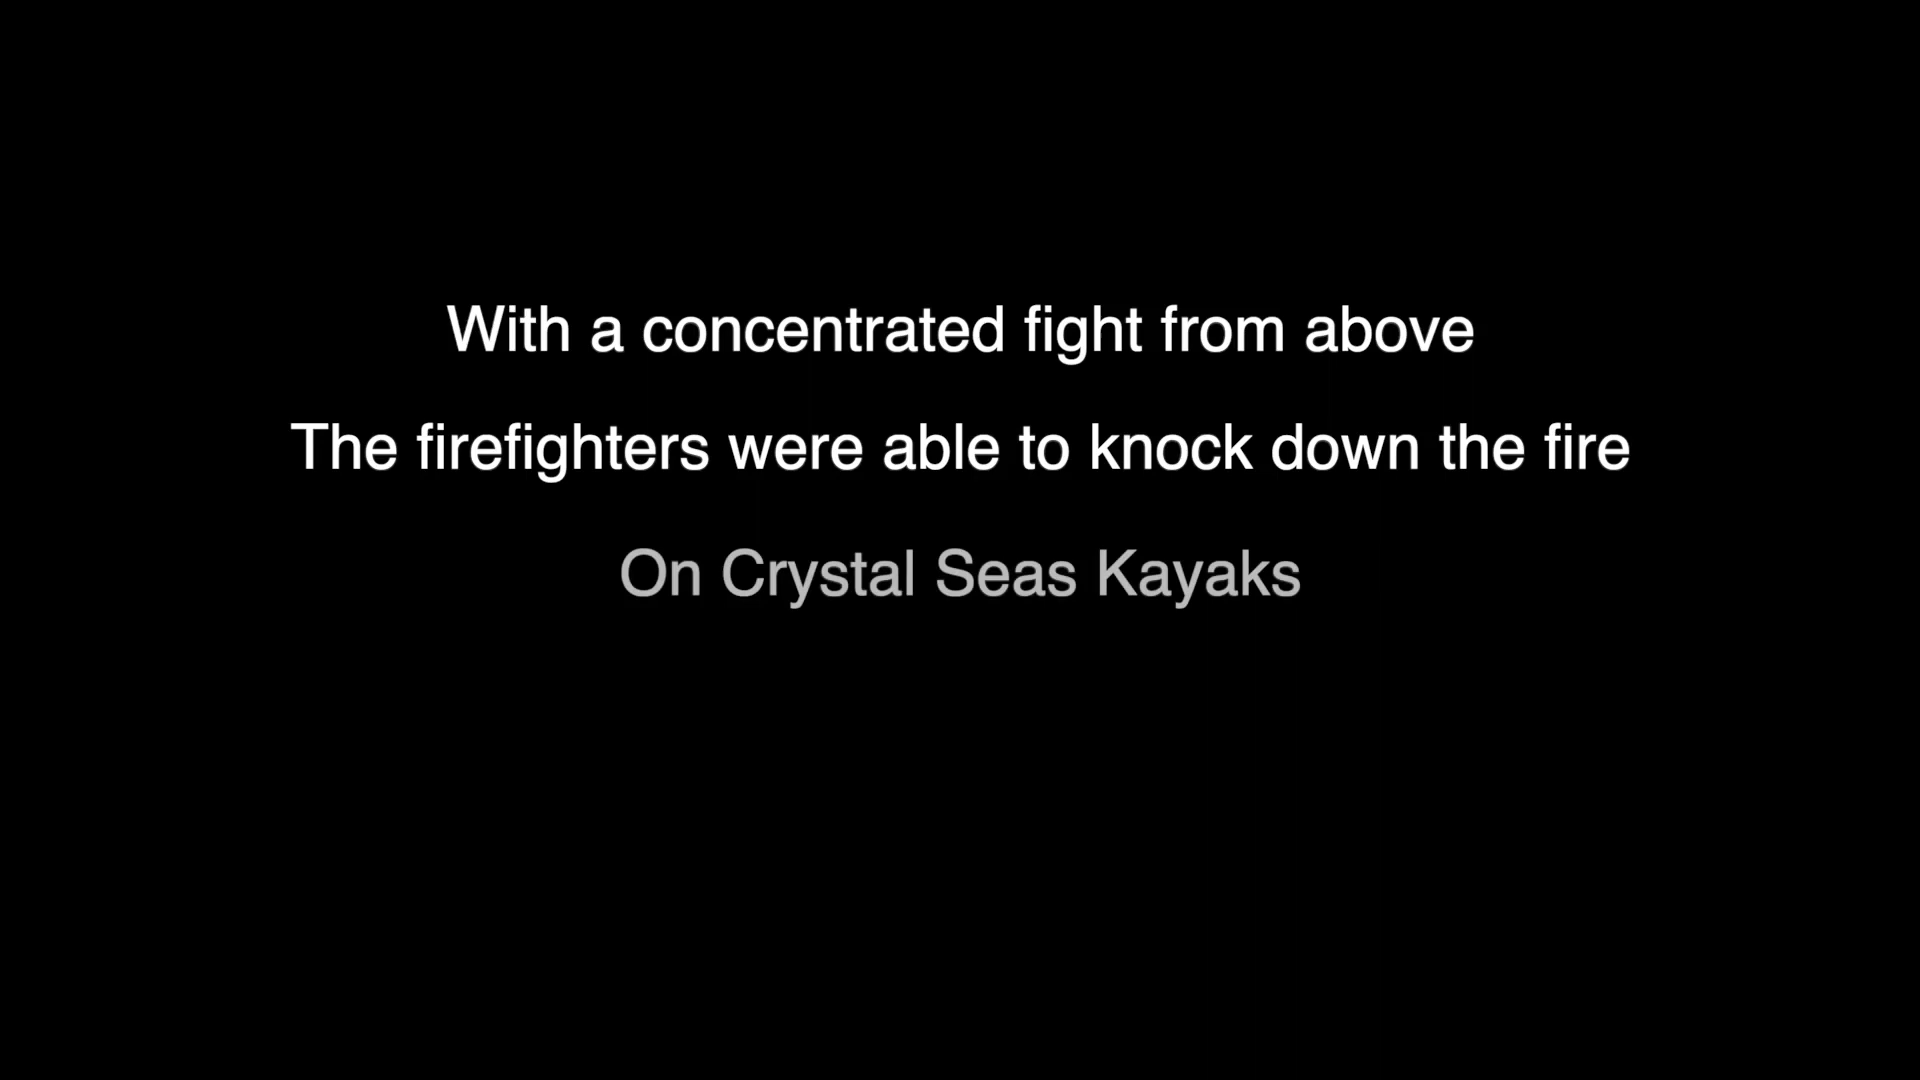 With a concentrated fight from above
The firefighters were able to knock down the fire
On Crystal Seas Kayaks